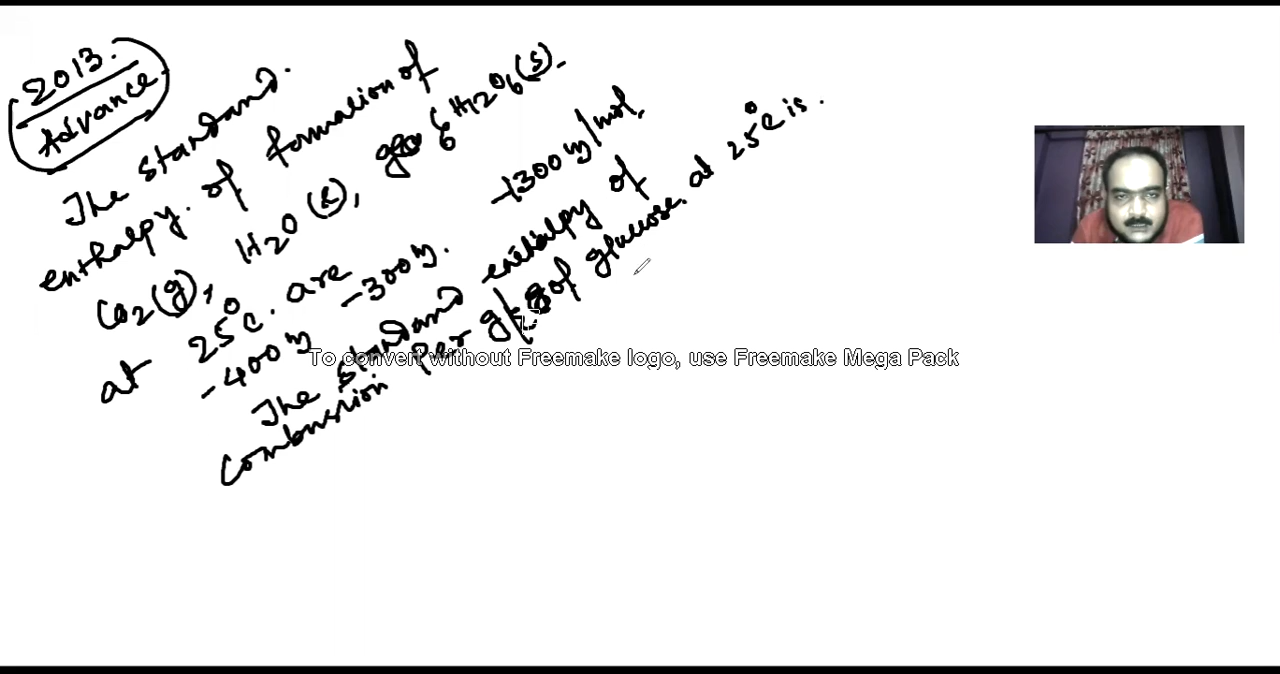 2013.
Advance
The standard.
enthalpy. of formation of
CO2(g), H2O(l), C6H12O6(s).
at 25°C. are
-400 kJ -300 kJ. -1300 kJ/mol.
The standard enthalpy of
combustion Per g of glucose. at 25°C is.
To convert without Freemake logo, use Freemake Mega Pack